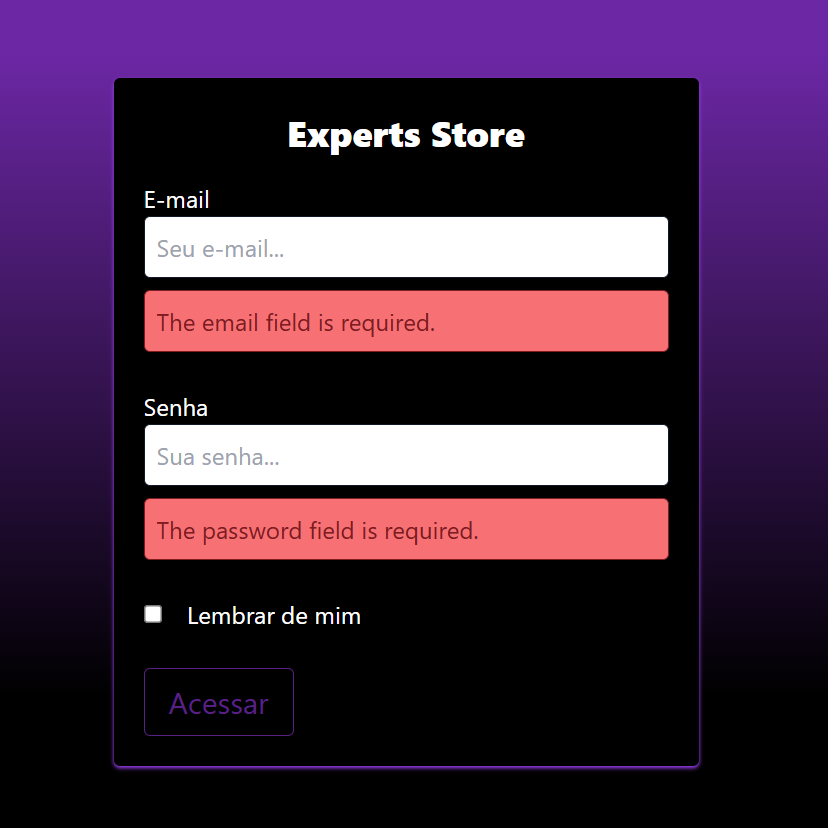 Experts Store
E-mail
Seu e-mail...
The email field is required.
Senha
Sua senha...
The password field is required.
Lembrar de mim
Acessar